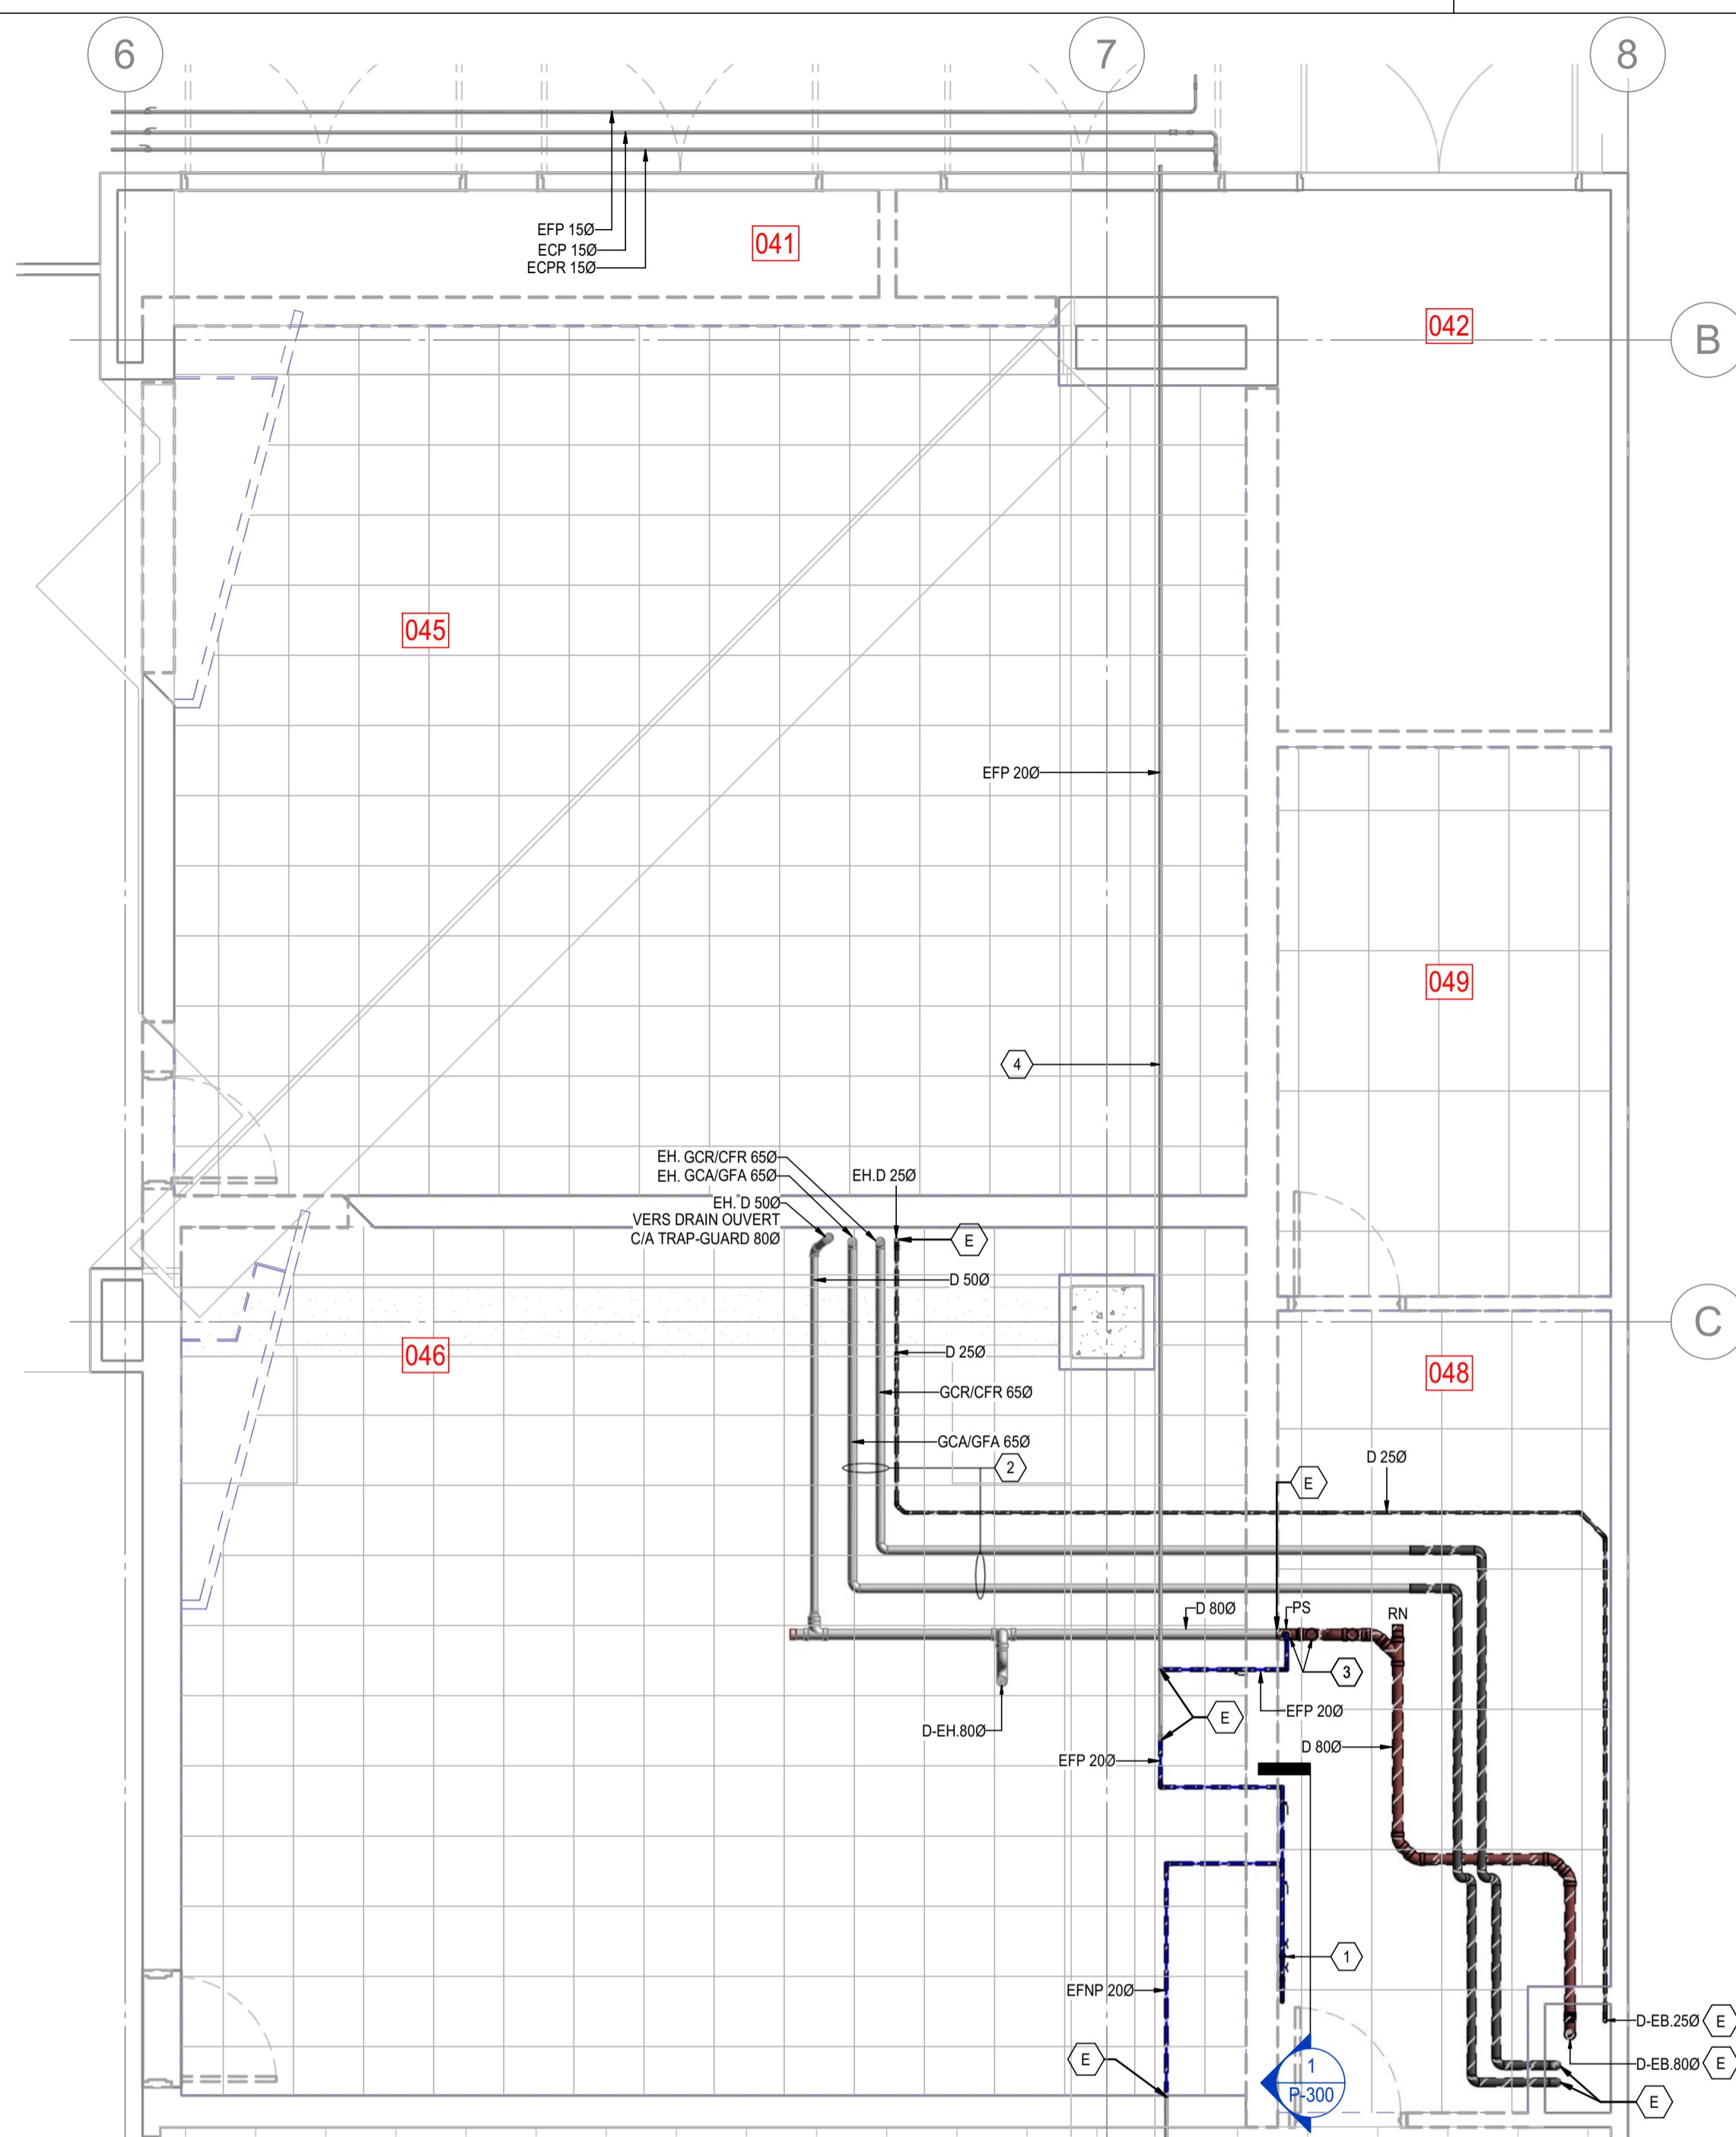 6
7
8
EFP 15Ø
ECP 15Ø
ECPR 15Ø
041
042
B
045
EFP 20Ø
049
4
EH. GCR/CFR 65Ø
EH. GCA/GFA 65Ø
EH.D 25Ø
EH. D 50Ø
VERS DRAIN OUVERT
C/A TRAP-GUARD 80Ø
E
D 50Ø
C
046
D 25Ø
048
GCR/CFR 65Ø
GCA/GFA 65Ø
2
D 25Ø
E
D 80Ø
PS
RN
3
EFP 20Ø
E
D-EH.80Ø
D 80Ø
EFP 20Ø
1
EFNP 20Ø
D-EB.25Ø
E
E
1
P-300
D-EB.80Ø
E
E